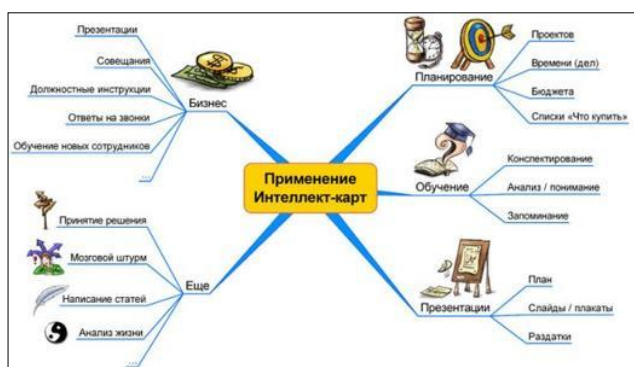 Применение
Интеллект-карт
Планирование
Проектов
Времени (дел)
Бюджета
Списки «Что купить»
Обучение
Конспектирование
Анализ / понимание
Запоминание
Презентации
План
Слайды / плакаты
Раздатки
Бизнес
Презентации
Совещания
Должностные инструкции
Ответы на звонки
Обучение новых сотрудников
...
Еще
Принятие решения
Мозговой штурм
Написание статей
Анализ жизни
...